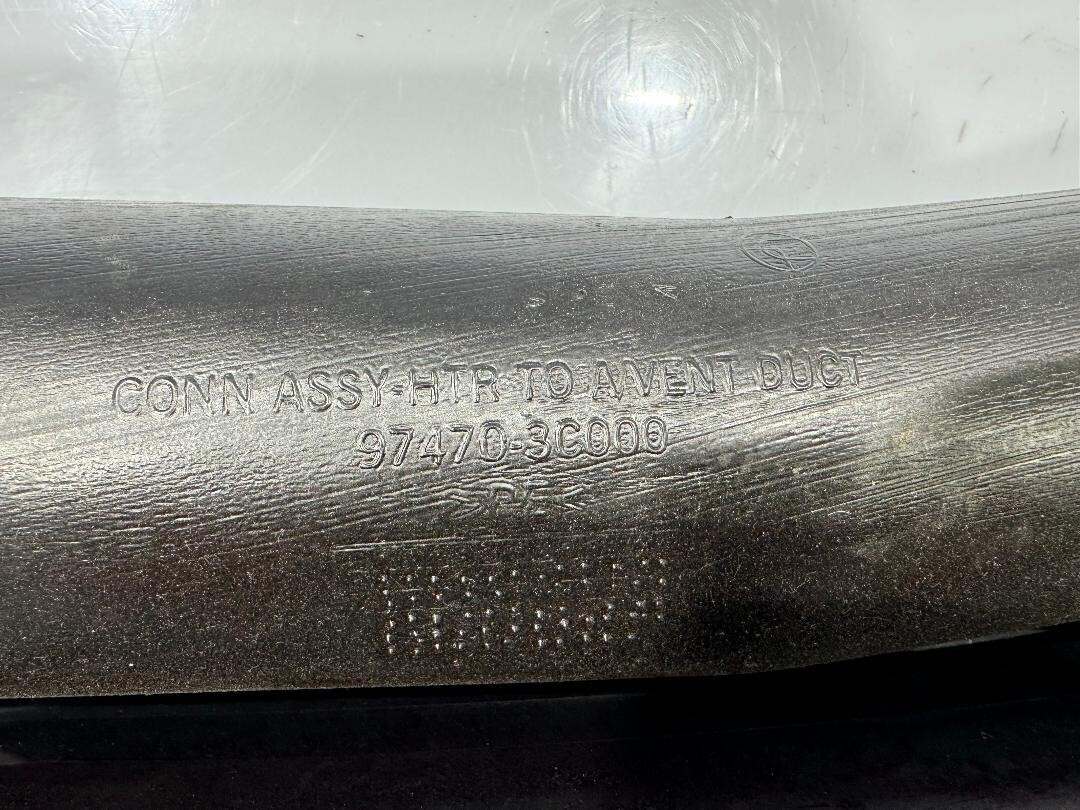 CONN ASSY-HTR TO A/VENT DUCT
97470-3C000